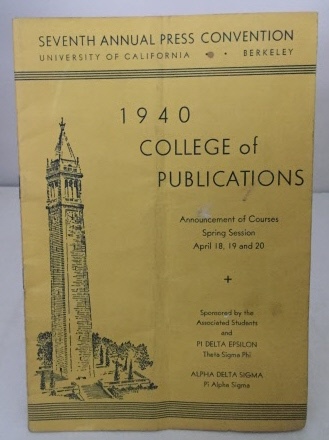 SEVENTH ANNUAL PRESS CONVENTION
UNIVERSITY OF CALIFORNIA • • BERKELEY
1940
COLLEGE of
PUBLICATIONS
Announcement of Courses
Spring Session
April 18, 19 and 20
+
Sponsored by the
Associated Students
and
PI DELTA EPSILON
Theta Sigma Phi
ALPHA DELTA SIGMA
Pi Alpha Sigma